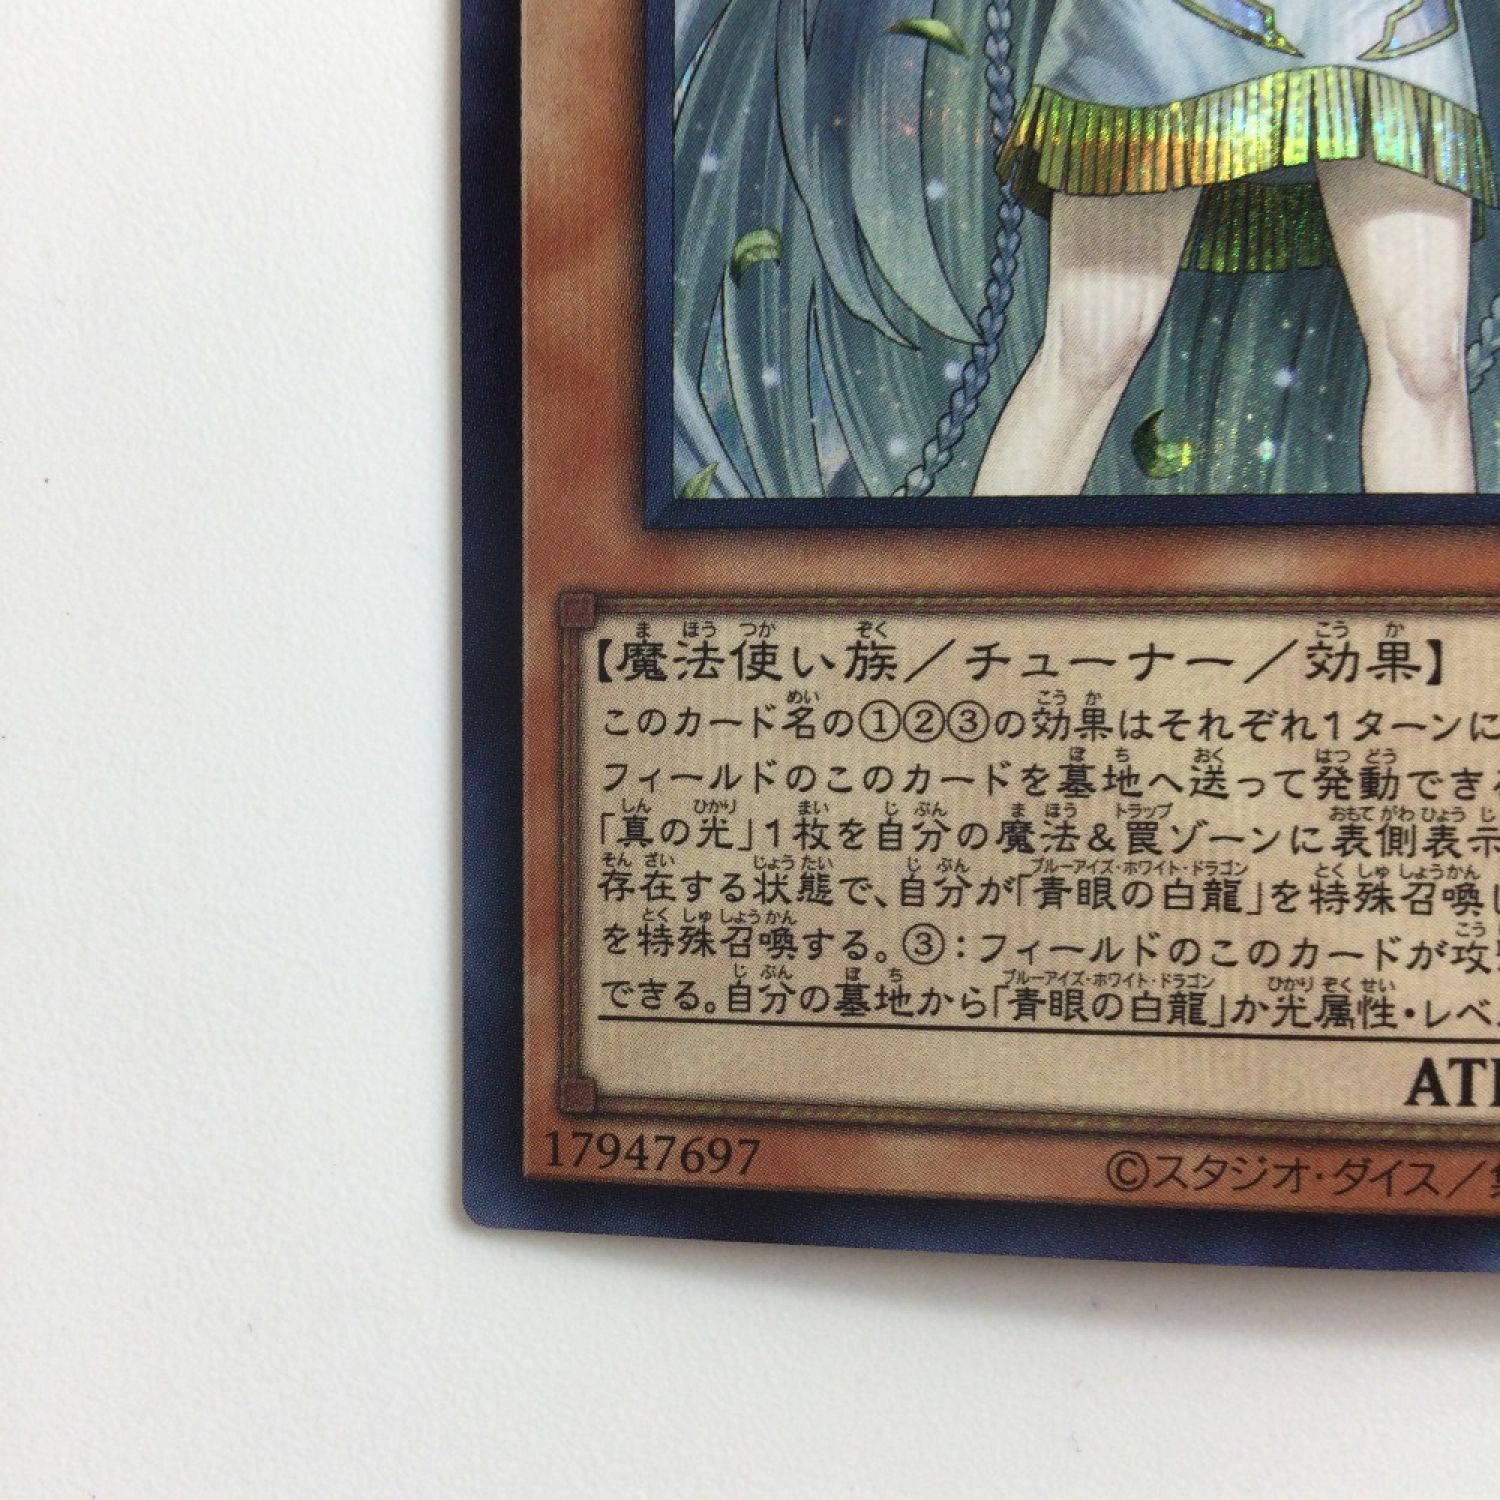 【魔法使い族／チューナー／効果】
このカード名の①②③の効果はそれぞれ1ターンに
フィールドのこのカードを墓地へ送って発動でき
「真の光」1枚を自分の魔法&罠ゾーンに表側表示
存在する状態で、自分が「青眼の白龍」を特殊召喚し
を特殊召喚する。③：フィールドのこのカードが攻
できる。自分の墓地から「青眼の白龍」か光属性・レベ
17947697
©スタジオ・ダイス／